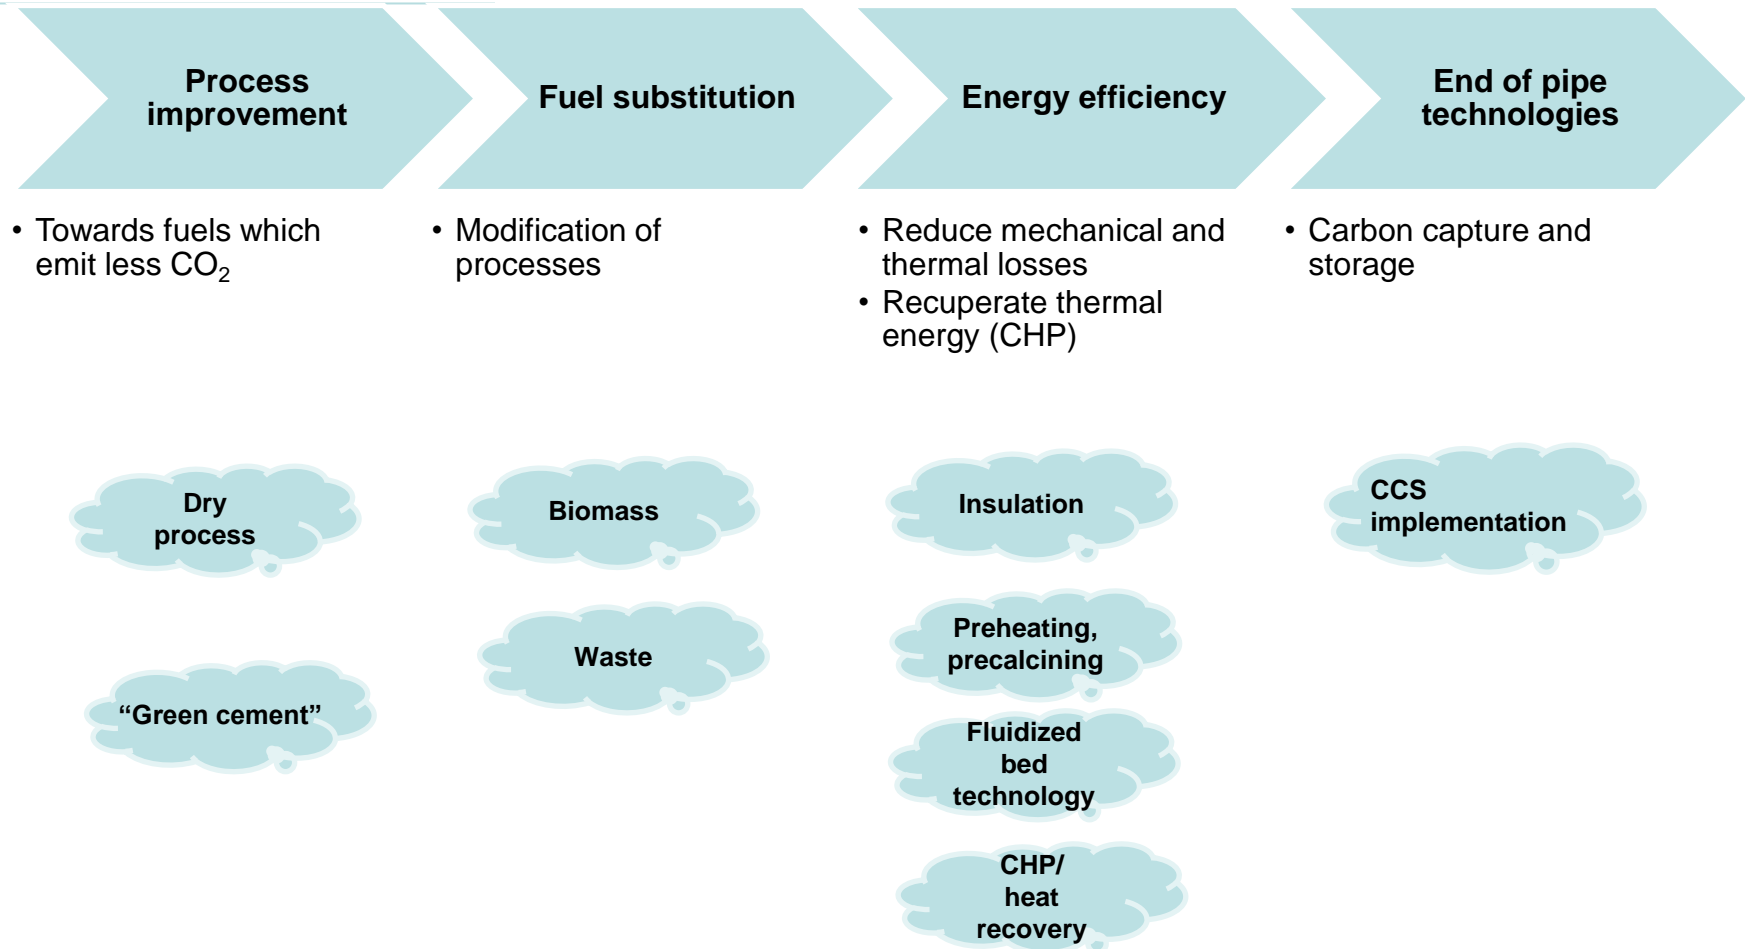 Process
improvement
Fuel substitution
Energy efficiency
End of pipe
technologies
• Towards fuels which
emit less CO₂
• Modification of
processes
• Reduce mechanical and
thermal losses
• Recuperate thermal
energy (CHP)
• Carbon capture and
storage
Dry
process
“Green cement”
Biomass
Waste
Insulation
Preheating,
precalcining
Fluidized
bed
technology
CHP/
heat
recovery
CCS
implementation